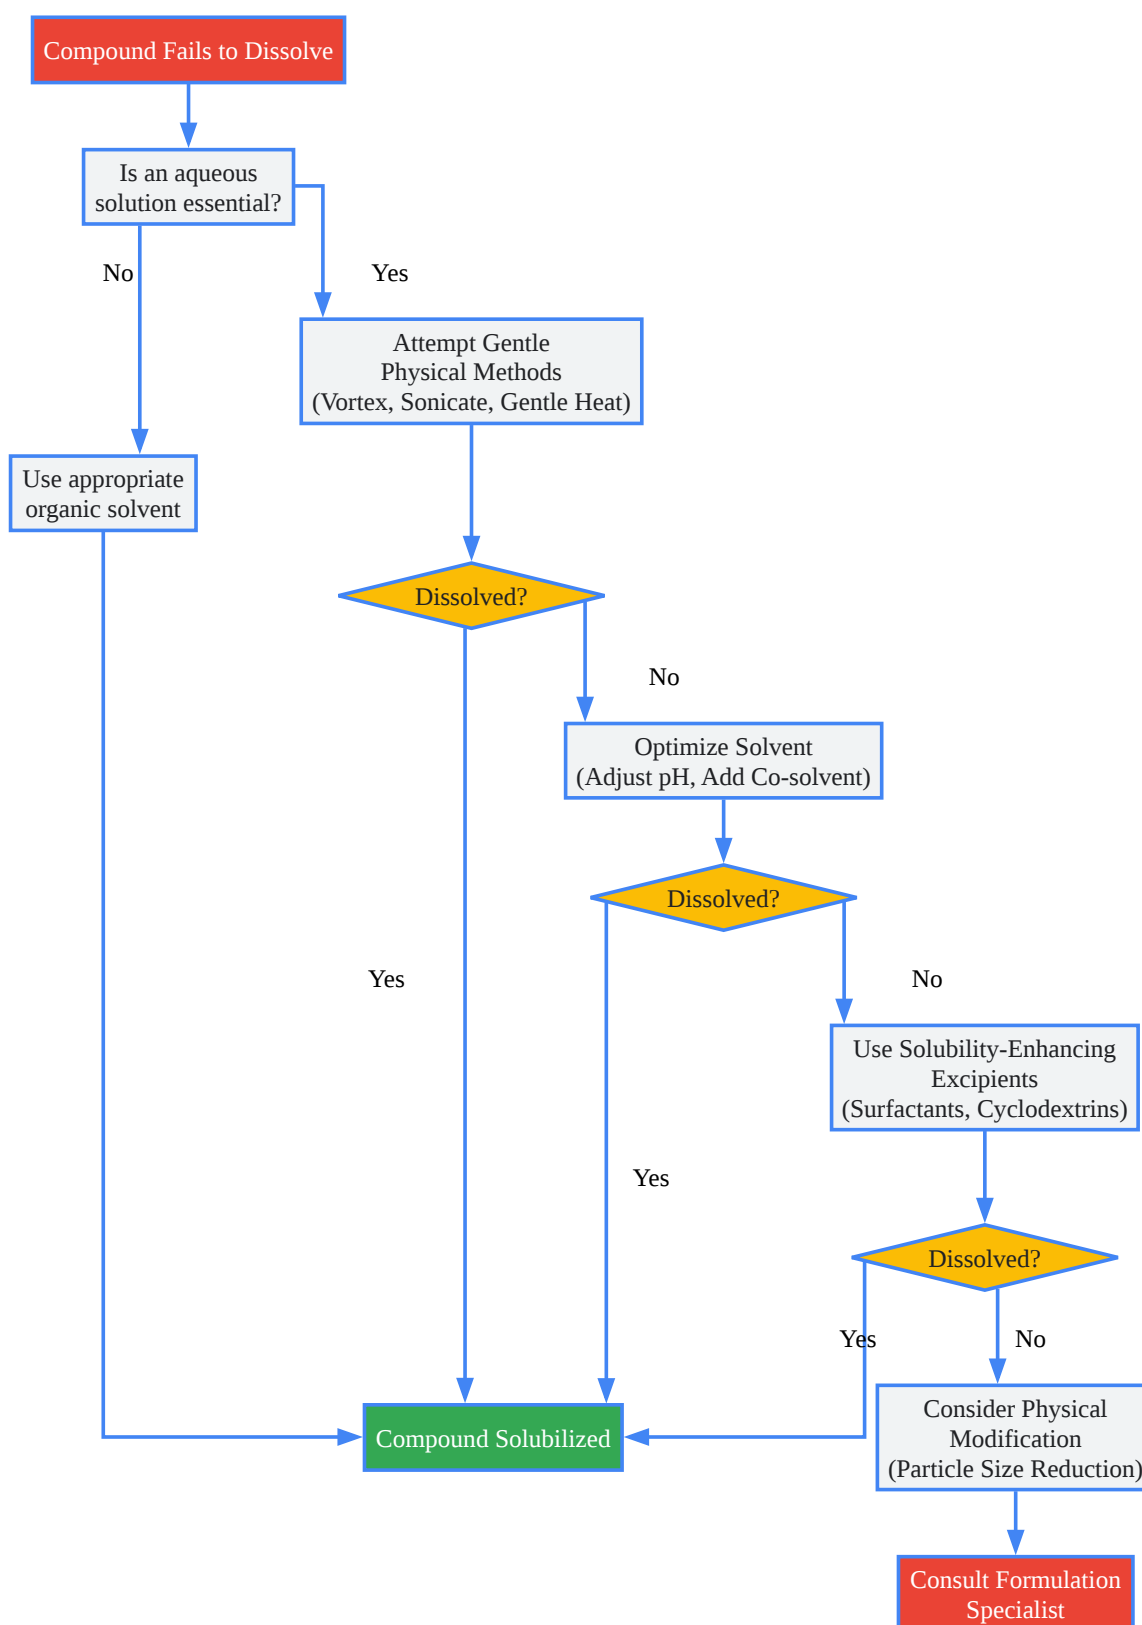 Compound Fails to Dissolve
Is an aqueous
solution essential?
No
Yes
Attempt Gentle
Physical Methods
(Vortex, Sonicate, Gentle Heat)
Use appropriate
organic solvent
Dissolved?
No
Optimize Solvent
(Adjust pH, Add Co-solvent)
Dissolved?
Yes
No
Use Solubility-Enhancing
Excipients
(Surfactants, Cyclodextrins)
Yes
Dissolved?
Yes
No
Consider Physical
Modification
(Particle Size Reduction)
Compound Solubilized
Consult Formulation
Specialist